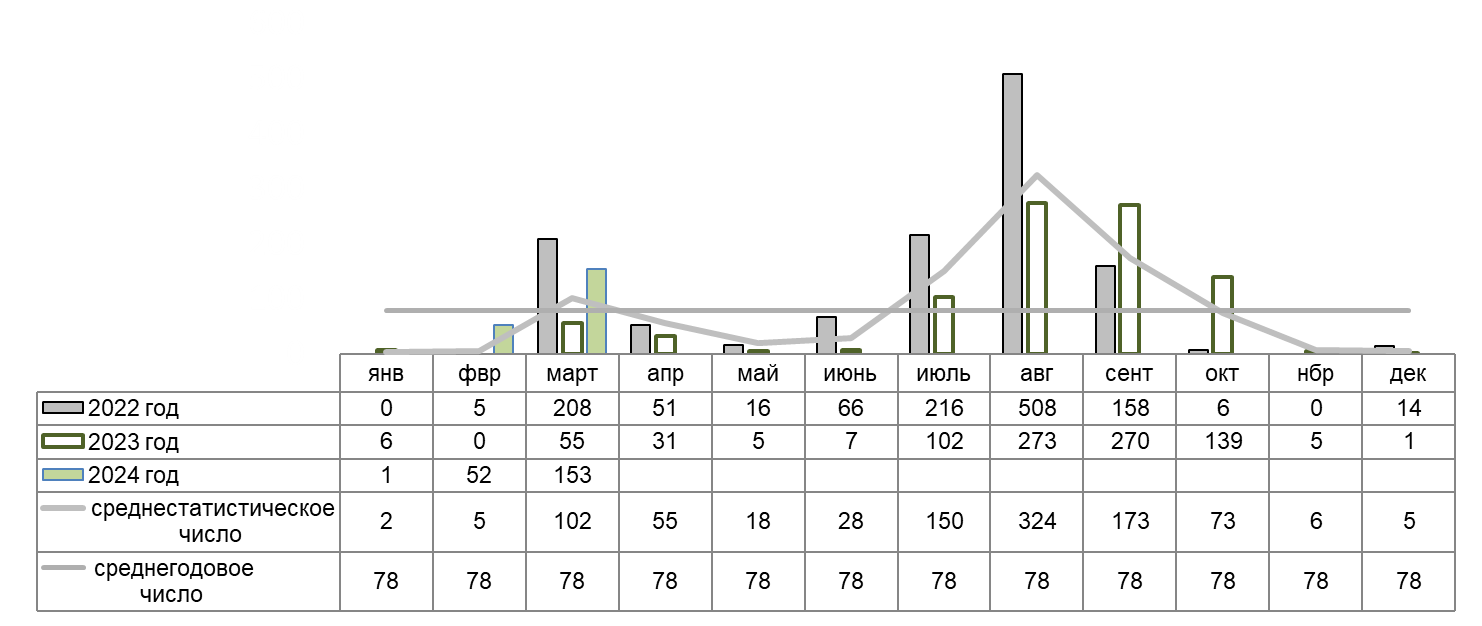 янв фвр март апр май июнь июль авг сент окт нбр дек
2022 год 0 5 208 51 16 66 216 508 158 6 0 14
2023 год 6 0 55 31 5 7 102 273 270 139 5 1
2024 год 1 52 153
среднестатистическое
число 2 5 102 55 18 28 150 324 173 73 6 5
среднегодовое
число 78 78 78 78 78 78 78 78 78 78 78 78